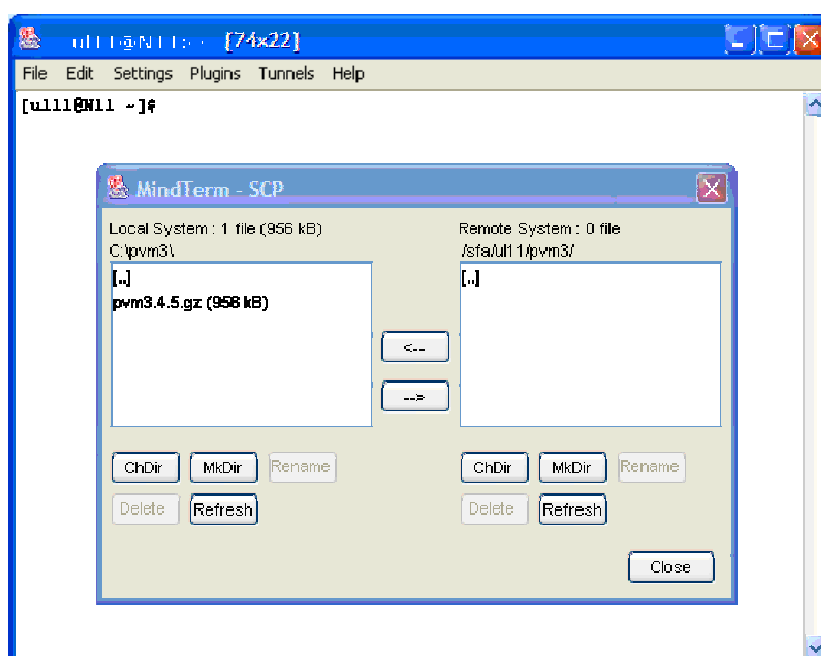 [74x22]
File Edit Settings Plugins Tunnels Help
MindTerm - SCP
Local System : 1 file (956 kB)
Remote System : 0 file
C:\pvm3\
/sfa/ul11/pvm3/
[..]
[..]
pvm3.4.5.gz (956 kB)
<--
-->
ChDir MkDir Rename
ChDir MkDir Rename
Delete Refresh
Delete Refresh
Close